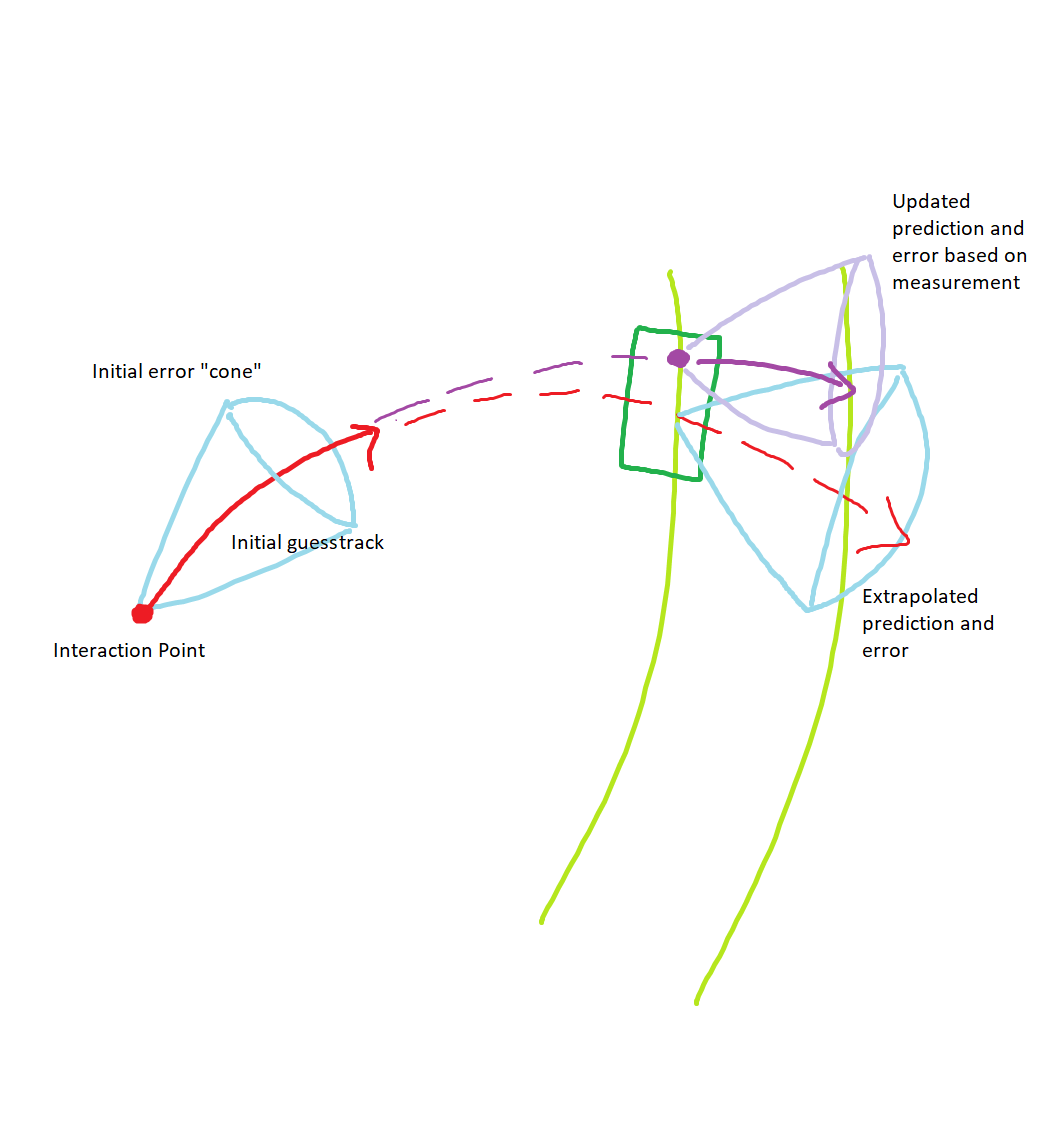 Updated
prediction and
error based on
measurement
Initial error "cone"
Initial guesstrack
Interaction Point
Extrapolated
prediction and
error